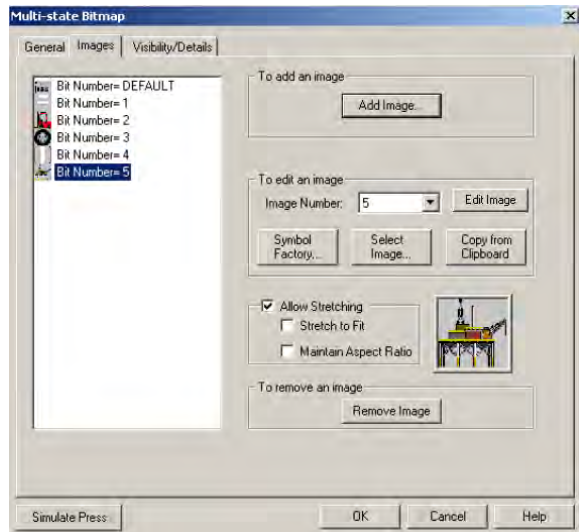 Multi-state Bitmap
General Images Visibility/Details
Bit Number= DEFAULT
Bit Number= 1
Bit Number= 2
Bit Number= 3
Bit Number= 4
Bit Number= 5
To add an image
Add Image...
To edit an image
Image Number: 5 Edit Image
Symbol Factory...
Select Image...
Copy from Clipboard
Allow Stretching
Stretch to Fit
Maintain Aspect Ratio
To remove an image
Remove Image
Simulate Press OK Cancel Help